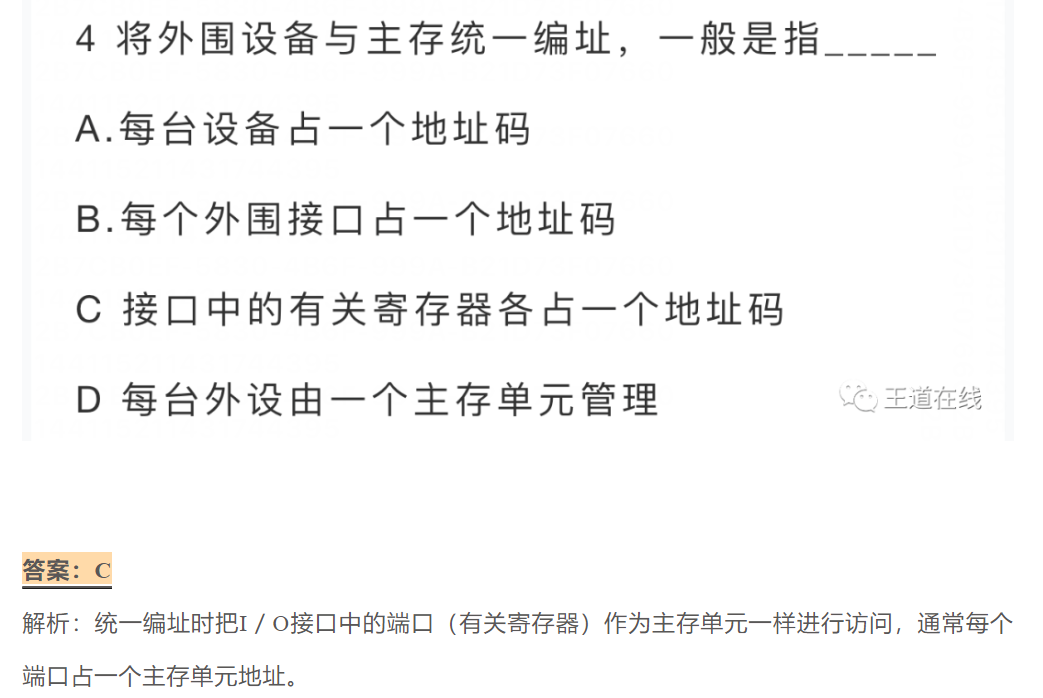 4 将外围设备与主存统一编址，一般是指_____
A.每台设备占一个地址码
B.每个外围接口占一个地址码
C 接口中的有关寄存器各占一个地址码
D 每台外设由一个主存单元管理
王道在线
答案：C
解析：统一编址时把I / O接口中的端口（有关寄存器）作为主存单元一样进行访问，通常每个
端口占一个主存单元地址。